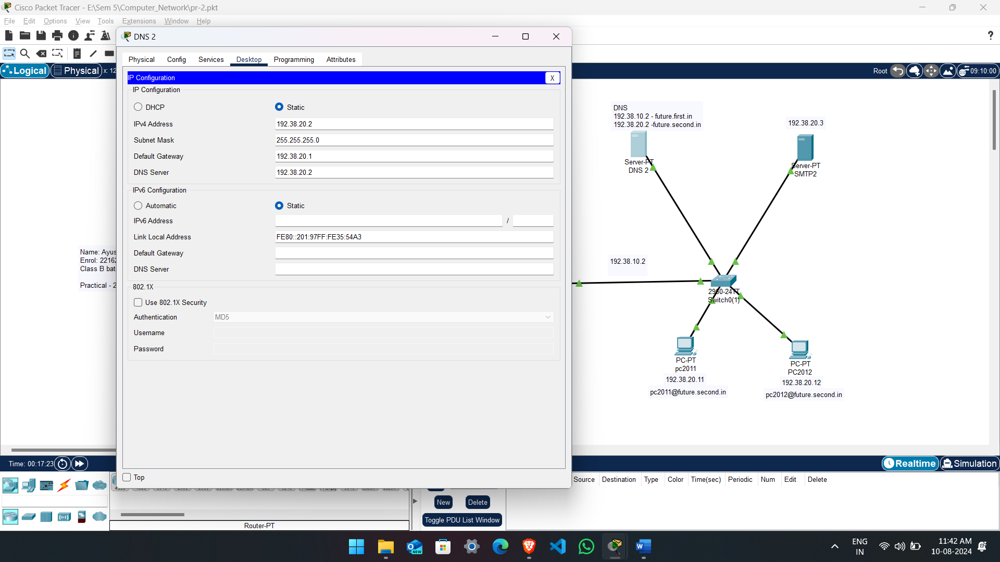 Cisco Packet Tracer - E:\Sem 5\Computer_Network\pr-2.pkt
File Edit Options View Tools Extensions Window Help
DNS 2
?
Physical Config Services Desktop Programming Attributes
Logical Physical x: 12
Root 09:10:00
IP Configuration X
IP Configuration
DHCP Static
IPv4 Address 192.38.20.2
Subnet Mask 255.255.255.0
Default Gateway 192.38.20.1
DNS Server 192.38.20.2
IPv6 Configuration
Automatic Static
IPv6 Address /
Link Local Address FE80::201:97FF:FE35:54A3
Default Gateway
DNS Server
802.1X
Use 802.1X Security
Authentication MD5
Username
Password
Top
Name: Ayus
Enrol: 22162
Class B bat
Practical - 2
DNS
192.38.10.2 - future.first.in
192.38.20.2 -future.second.in
Server-PT
DNS 2
192.38.20.3
Server-PT
SMTP2
192.38.10.2
2960-24TT
Switch0(1)
PC-PT
pc2011
192.38.20.11
pc2011@future.second.in
PC-PT
PC2012
192.38.20.12
pc2012@future.second.in
Time: 00:17:23
Realtime Simulation
Source Destination Type Color Time(sec) Periodic Num Edit Delete
New Delete
Toggle PDU List Window
Router-PT
ENG
IN
11:42 AM
10-08-2024